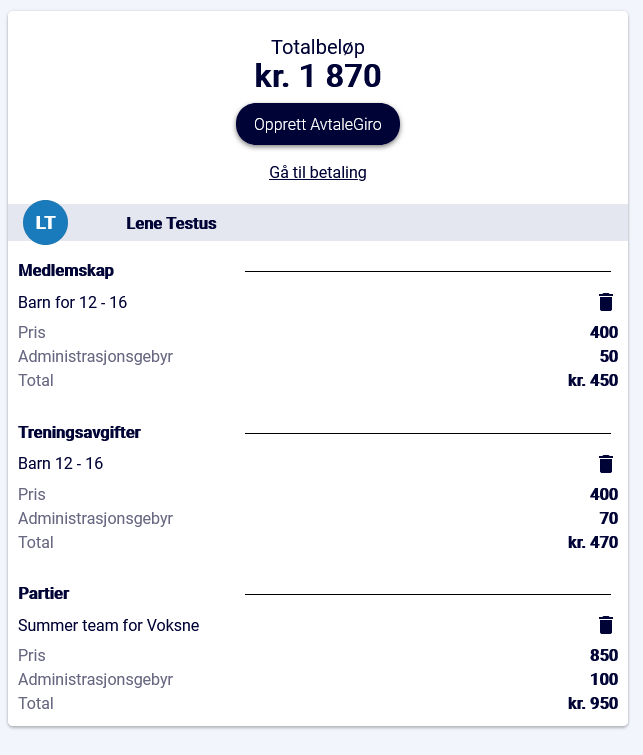 Totalbeløp
kr. 1 870
Opprett AvtaleGiro
Gå til betaling
LT Lene Testus
Medlemskap
Barn for 12 - 16
Pris 400
Administrasjonsgebyr 50
Total kr. 450
Treningsavgifter
Barn 12 - 16
Pris 400
Administrasjonsgebyr 70
Total kr. 470
Partier
Summer team for Voksne
Pris 850
Administrasjonsgebyr 100
Total kr. 950